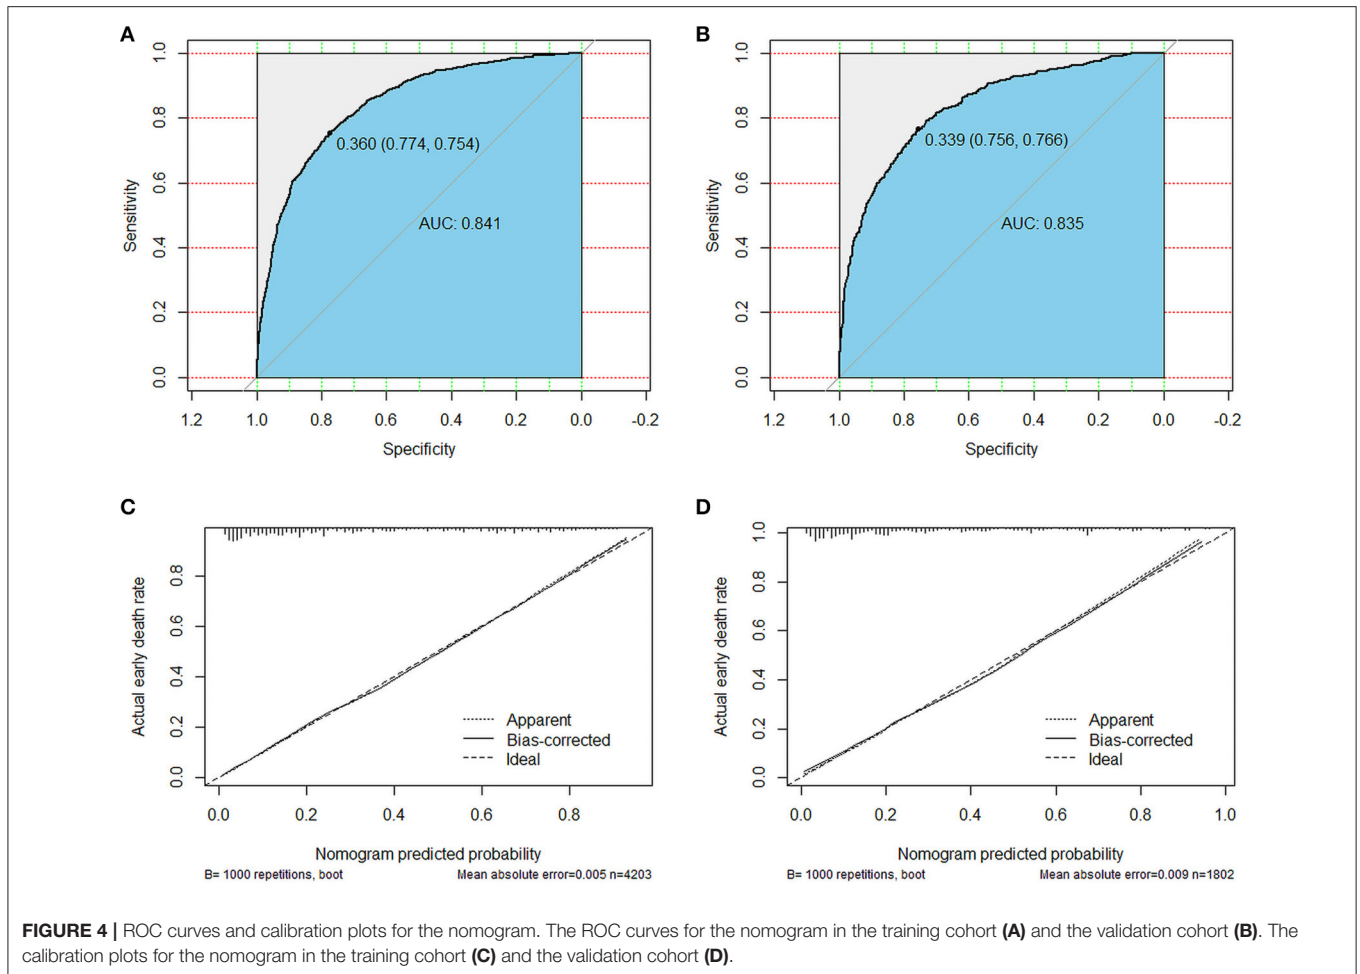 A
1.0
0.8
0.6
0.4
0.2
0.0
Sensitivity
0.360 (0.774, 0.754)
AUC: 0.841
1.2 1.0 0.8 0.6 0.4 0.2 0.0 -0.2
Specificity
B
1.0
0.8
0.6
0.4
0.2
0.0
Sensitivity
0.339 (0.756, 0.766)
AUC: 0.835
1.2 1.0 0.8 0.6 0.4 0.2 0.0 -0.2
Specificity
C
0.8
0.6
0.4
0.2
0.0
Actual early death rate
Apparent
Bias-corrected
Ideal
0.0 0.2 0.4 0.6 0.8
Nomogram predicted probability
B= 1000 repetitions, boot Mean absolute error=0.005 n=4203
D
1.0
0.8
0.6
0.4
0.2
0.0
Actual early death rate
Apparent
Bias-corrected
Ideal
0.0 0.2 0.4 0.6 0.8 1.0
Nomogram predicted probability
B= 1000 repetitions, boot Mean absolute error=0.009 n=1802
FIGURE 4 | ROC curves and calibration plots for the nomogram. The ROC curves for the nomogram in the training cohort (A) and the validation cohort (B). The
calibration plots for the nomogram in the training cohort (C) and the validation cohort (D).